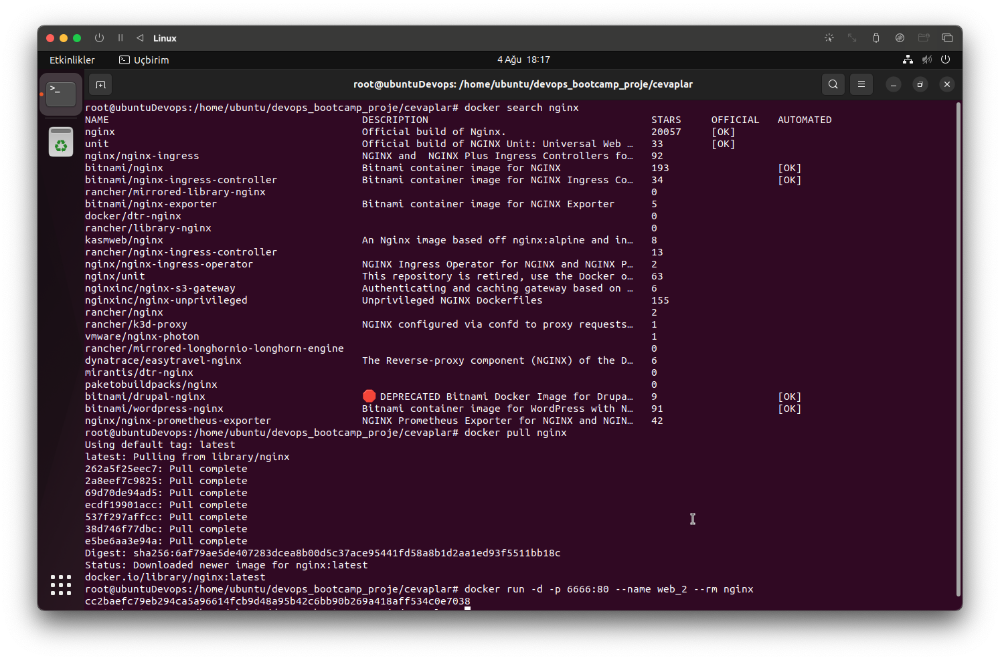 Linux
Etkinlikler
Uçbirim
4 Ağu 18:17
root@ubuntuDevops: /home/ubuntu/devops_bootcamp_proje/cevaplar
root@ubuntuDevops:/home/ubuntu/devops_bootcamp_proje/cevaplar# docker search nginx
NAME DESCRIPTION STARS OFFICIAL AUTOMATED
nginx Official build of Nginx. 20057 [OK]
unit Official build of NGINX Unit: Universal Web … 33 [OK]
nginx/nginx-ingress NGINX and  NGINX Plus Ingress Controllers fo… 92
bitnami/nginx Bitnami container image for NGINX 193 [OK]
bitnami/nginx-ingress-controller Bitnami container image for NGINX Ingress Co… 34 [OK]
rancher/mirrored-library-nginx 0
bitnami/nginx-exporter Bitnami container image for NGINX Exporter 5
docker/dtr-nginx 0
rancher/library-nginx 0
kasmweb/nginx An Nginx image based off nginx:alpine and in… 8
rancher/nginx-ingress-controller 13
nginx/nginx-ingress-operator NGINX Ingress Operator for NGINX and NGINX P… 2
nginx/unit This repository is retired, use the Docker o… 63
nginxinc/nginx-s3-gateway Authenticating and caching gateway based on … 6
nginxinc/nginx-unprivileged Unprivileged NGINX Dockerfiles 155
rancher/nginx 2
rancher/k3d-proxy NGINX configured via confd to proxy requests… 1
vmware/nginx-photon 1
rancher/mirrored-longhornio-longhorn-engine 0
dynatrace/easytravel-nginx The Reverse-proxy component (NGINX) of the D… 6
mirantis/dtr-nginx 0
paketobuildpacks/nginx 0
bitnami/drupal-nginx 🛑 DEPRECATED Bitnami Docker Image for Drupa… 9 [OK]
bitnami/wordpress-nginx Bitnami container image for WordPress with N… 91 [OK]
nginx/nginx-prometheus-exporter NGINX Prometheus Exporter for NGINX and NGIN… 42
root@ubuntuDevops:/home/ubuntu/devops_bootcamp_proje/cevaplar# docker pull nginx
Using default tag: latest
latest: Pulling from library/nginx
262a5f25eec7: Pull complete
2a8eef7c9825: Pull complete
69d70de94ad5: Pull complete
ecdf19901acc: Pull complete
537f297affcc: Pull complete
38d746f77dbc: Pull complete
e5be6aa3e94a: Pull complete
Digest: sha256:6af79ae5de407283dcea8b00d5c37ace95441fd58a8b1d2aa1ed93f5511bb18c
Status: Downloaded newer image for nginx:latest
docker.io/library/nginx:latest
root@ubuntuDevops:/home/ubuntu/devops_bootcamp_proje/cevaplar# docker run -d -p 6666:80 --name web_2 --rm nginx
cc2baefc79eb294ca5a96614fcb9d48a95b42c6bb90b269a418aff534c0e7038